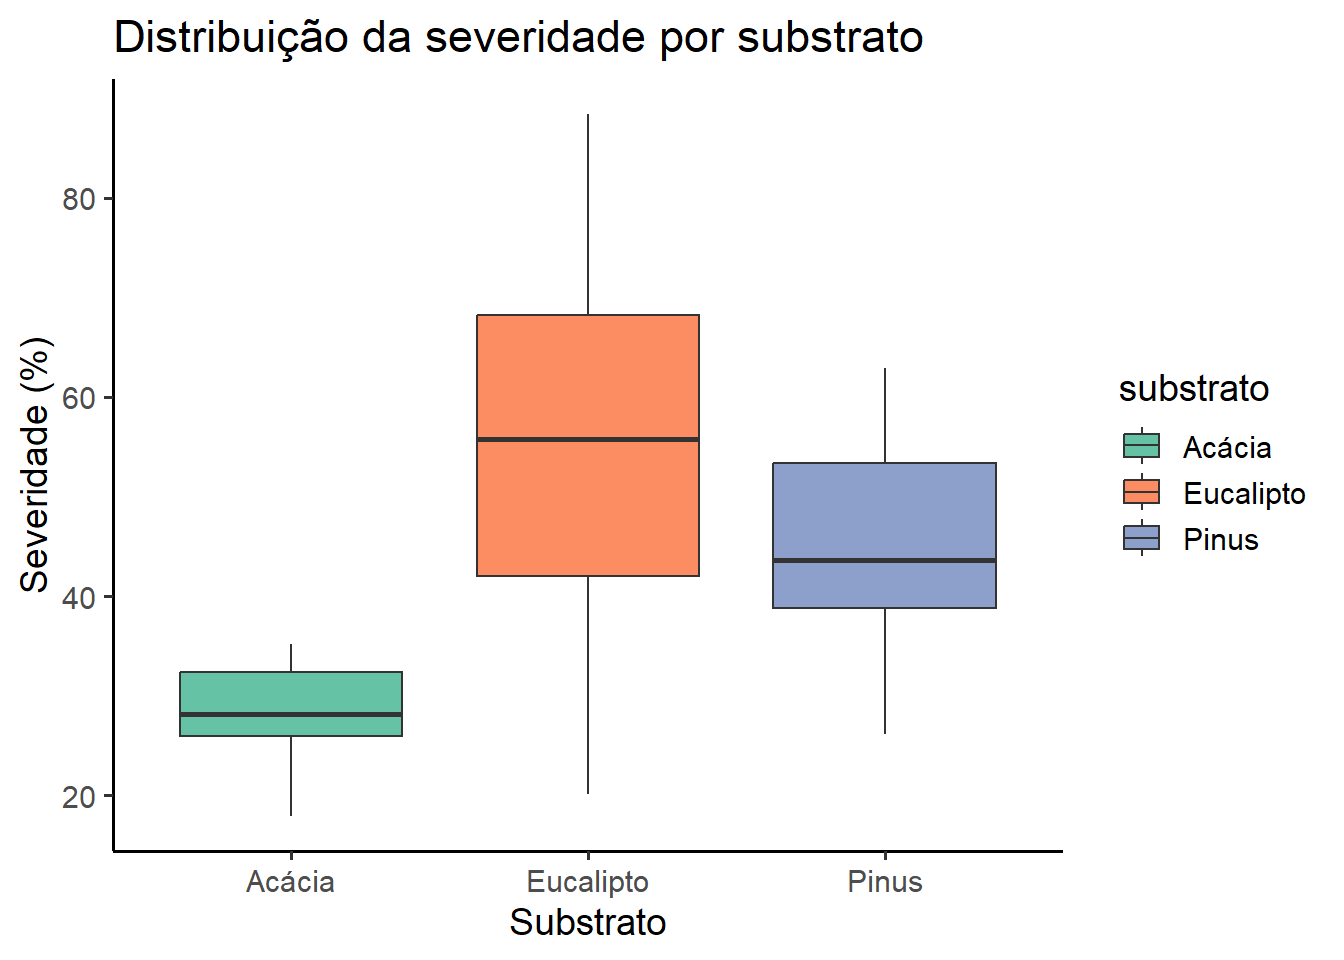 Distribuição da severidade por substrato
Severidade (%)
80
60
40
20
Acácia
Eucalipto
Pinus
Substrato
substrato
Acácia
Eucalipto
Pinus